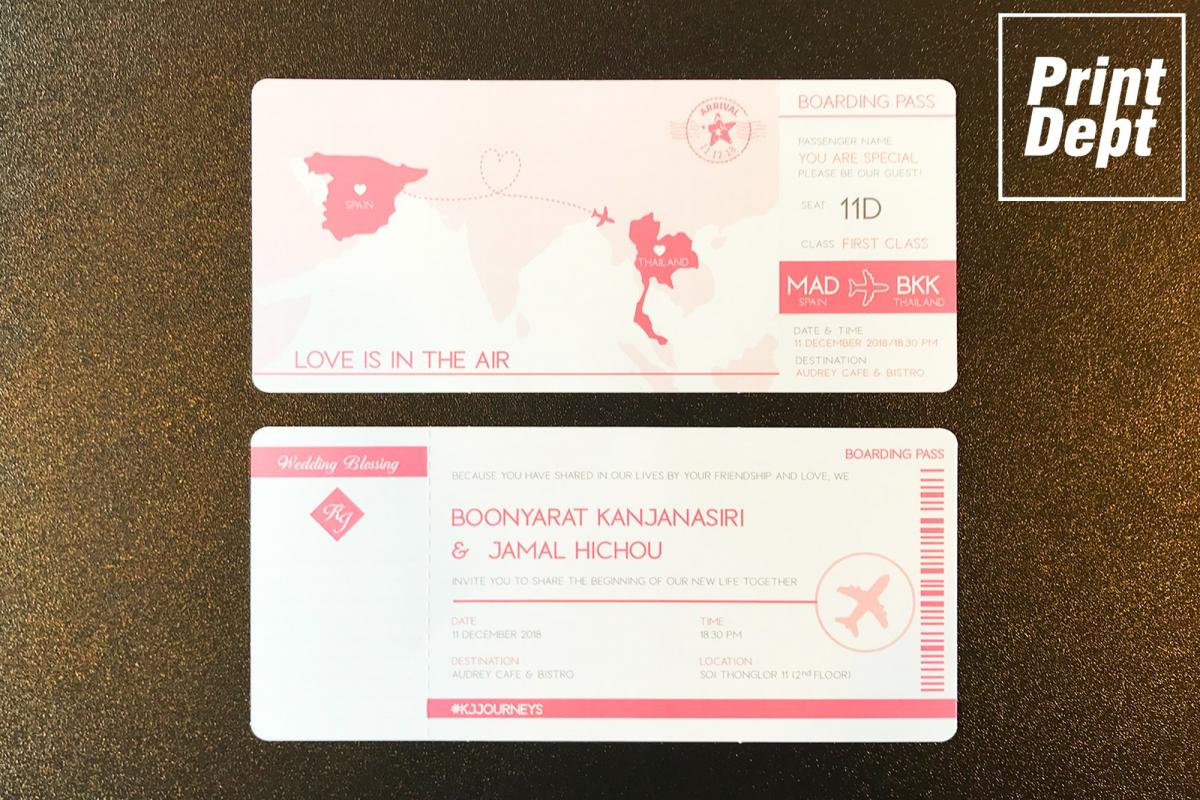 Print
Dept
ARRIVAL
11.12.18
SPAIN
THAILAND
LOVE IS IN THE AIR
BOARDING PASS
PASSENGER NAME
YOU ARE SPECIAL
PLEASE BE OUR GUEST!
SEAT 11D
CLASS FIRST CLASS
MAD BKK
SPAIN THAILAND
DATE & TIME
11 DECEMBER 2018/18.30 PM
DESTINATION
AUDREY CAFE & BISTRO
Wedding Blessing
KJ
BOARDING PASS
BECAUSE YOU HAVE SHARED IN OUR LIVES BY YOUR FRIENDSHIP AND LOVE, WE
BOONYARAT KANJANASIRI
& JAMAL HICHOU
INVITE YOU TO SHARE THE BEGINNING OF OUR NEW LIFE TOGETHER
DATE TIME
11 DECEMBER 2018 18.30 PM
DESTINATION LOCATION
AUDREY CAFE & BISTRO SOI THONGLOR 11 (2nd FLOOR)
#KJJOURNEYS